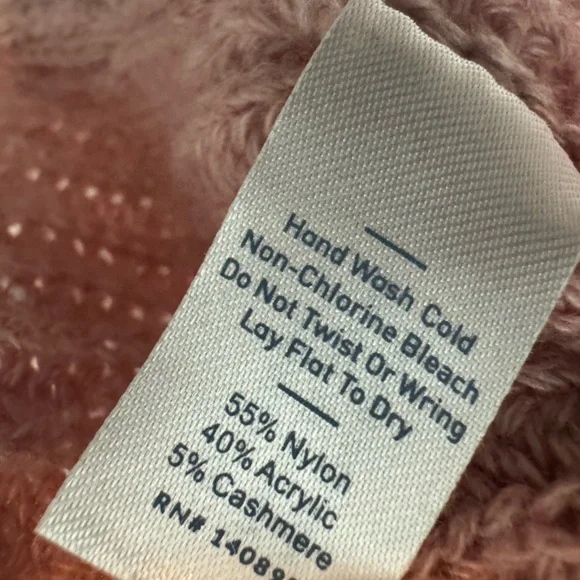 Hand Wash Cold
Non-Chlorine Bleach
Do Not Twist Or Wring
Lay Flat To Dry
55% Nylon
40% Acrylic
5% Cashmere
RN#